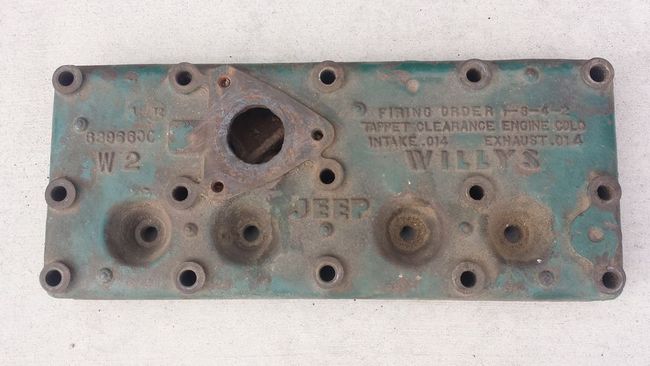 FIRING ORDER 1-3-4-2
TAPPET CLEARANCE ENGINE COLD
INTAKE .014 EXHAUST .014
WILLYS
W 2
JEEP